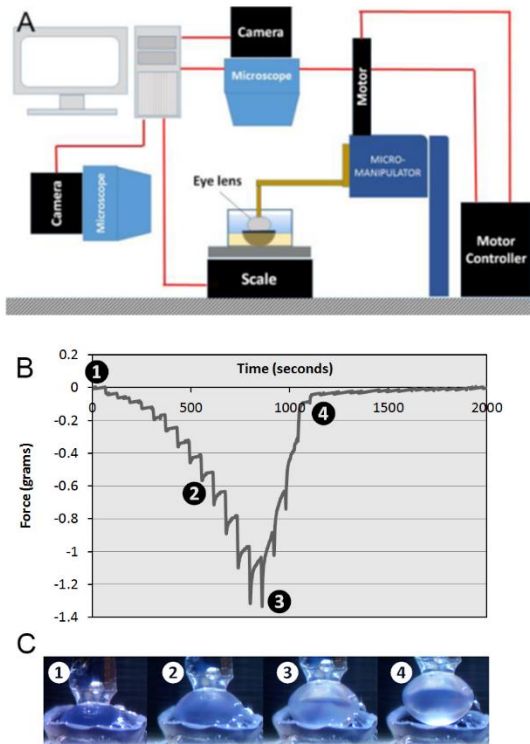 A
Camera
Microscope
Motor
MICRO-
MANIPULATOR
Camera
Microscope
Eye lens
Scale
Motor
Controller
B
Time (seconds)
0.2
0
-0.2
-0.4
-0.6
-0.8
-1
-1.2
-1.4
0
500
1000
1500
2000
Force (grams)
1
2
3
4
C
1
2
3
4